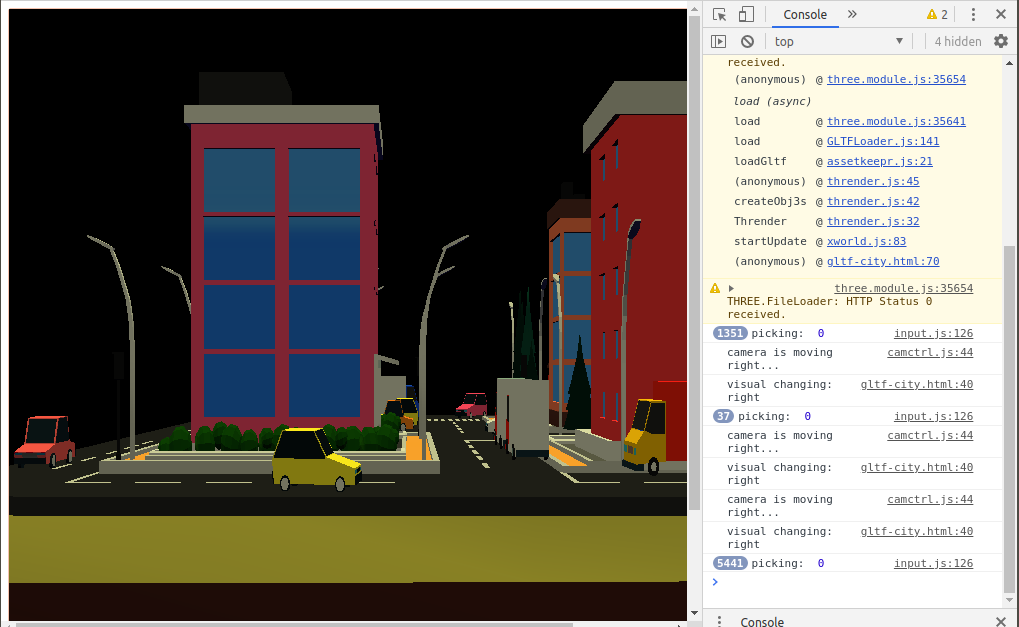 Console
2
top
4 hidden
received.
(anonymous) @ three.module.js:35654
load (async)
load @ three.module.js:35641
load @ GLTFLoader.js:141
loadGltf @ assetkeepr.js:21
(anonymous) @ thrender.js:45
createObj3s @ thrender.js:42
Thrender @ thrender.js:32
startUpdate @ xworld.js:83
(anonymous) @ gltf-city.html:70
three.module.js:35654
THREE.FileLoader: HTTP Status 0
received.
1351 picking: 0 input.js:126
camera is moving camctrl.js:44
right...
visual changing: gltf-city.html:40
right
37 picking: 0 input.js:126
camera is moving camctrl.js:44
right...
visual changing: gltf-city.html:40
right
camera is moving camctrl.js:44
right...
visual changing: gltf-city.html:40
right
5441 picking: 0 input.js:126
Console